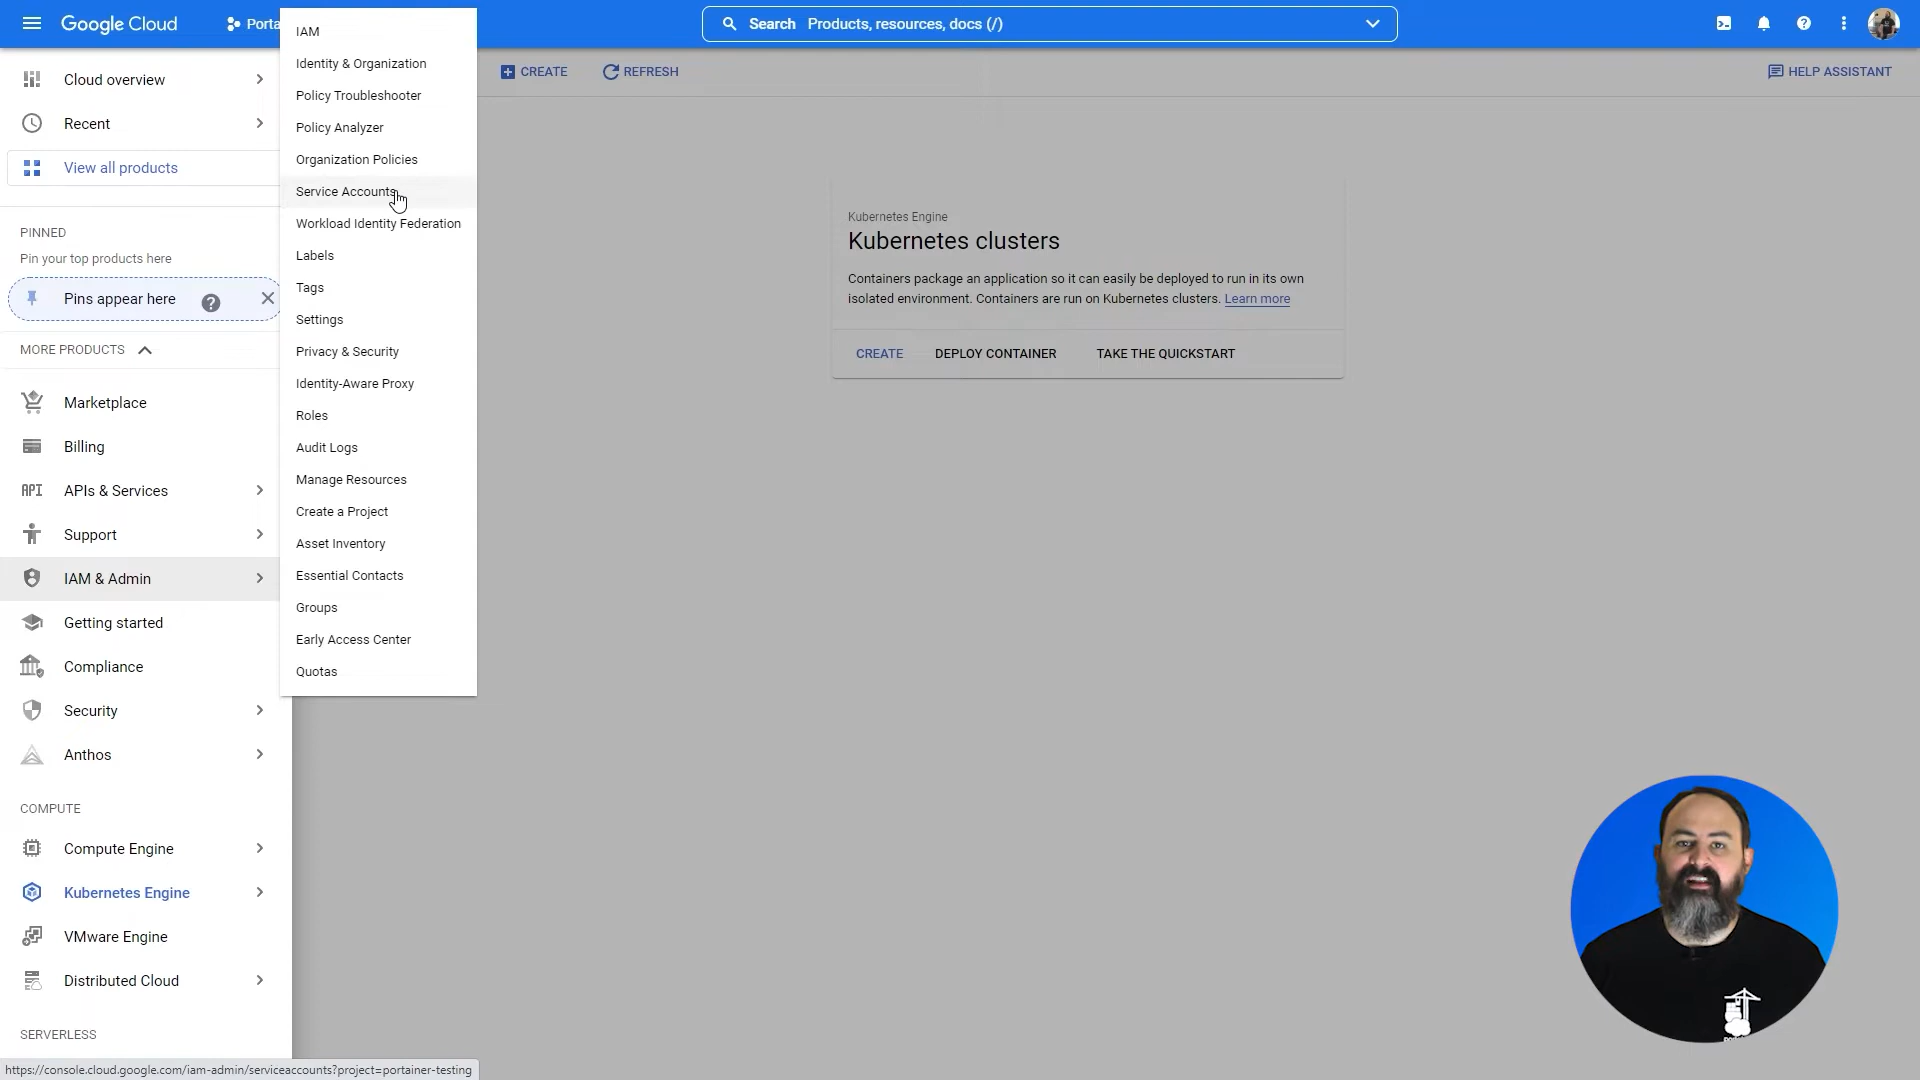 Google Cloud
Porta
Search Products, resources, docs (/)
CREATE
REFRESH
HELP ASSISTANT
Cloud overview
Recent
View all products
PINNED
Pin your top products here
Pins appear here
MORE PRODUCTS
Marketplace
Billing
API APIs & Services
Support
IAM & Admin
Getting started
Compliance
Security
Anthos
COMPUTE
Compute Engine
Kubernetes Engine
VMware Engine
Distributed Cloud
SERVERLESS
IAM
Identity & Organization
Policy Troubleshooter
Policy Analyzer
Organization Policies
Service Accounts
Workload Identity Federation
Labels
Tags
Settings
Privacy & Security
Identity-Aware Proxy
Roles
Audit Logs
Manage Resources
Create a Project
Asset Inventory
Essential Contacts
Groups
Early Access Center
Quotas
Kubernetes Engine
Kubernetes clusters
Containers package an application so it can easily be deployed to run in its own
isolated environment. Containers are run on Kubernetes clusters. Learn more
CREATE
DEPLOY CONTAINER
TAKE THE QUICKSTART
https://console.cloud.google.com/iam-admin/serviceaccounts?project=portainer-testing